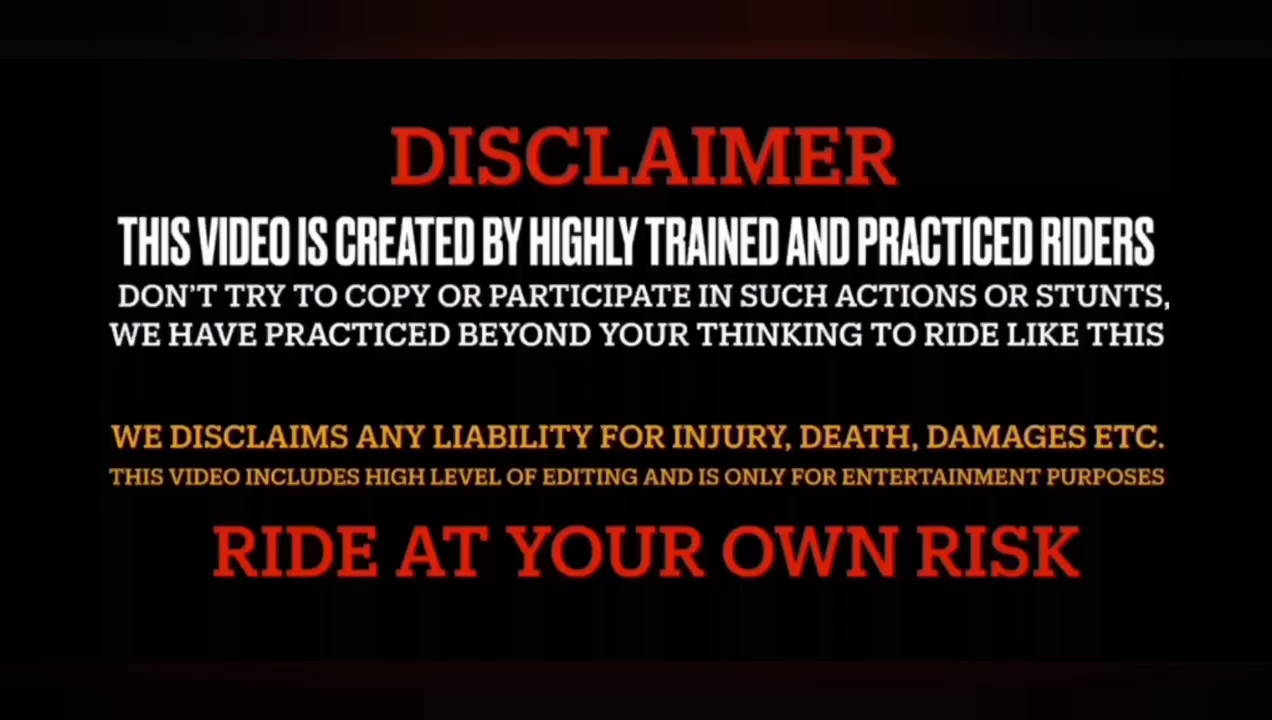 DISCLAIMER
THIS VIDEO IS CREATED BY HIGHLY TRAINED AND PRACTICED RIDERS
DON'T TRY TO COPY OR PARTICIPATE IN SUCH ACTIONS OR STUNTS,
WE HAVE PRACTICED BEYOND YOUR THINKING TO RIDE LIKE THIS
WE DISCLAIMS ANY LIABILITY FOR INJURY, DEATH, DAMAGES ETC.
THIS VIDEO INCLUDES HIGH LEVEL OF EDITING AND IS ONLY FOR ENTERTAINMENT PURPOSES
RIDE AT YOUR OWN RISK